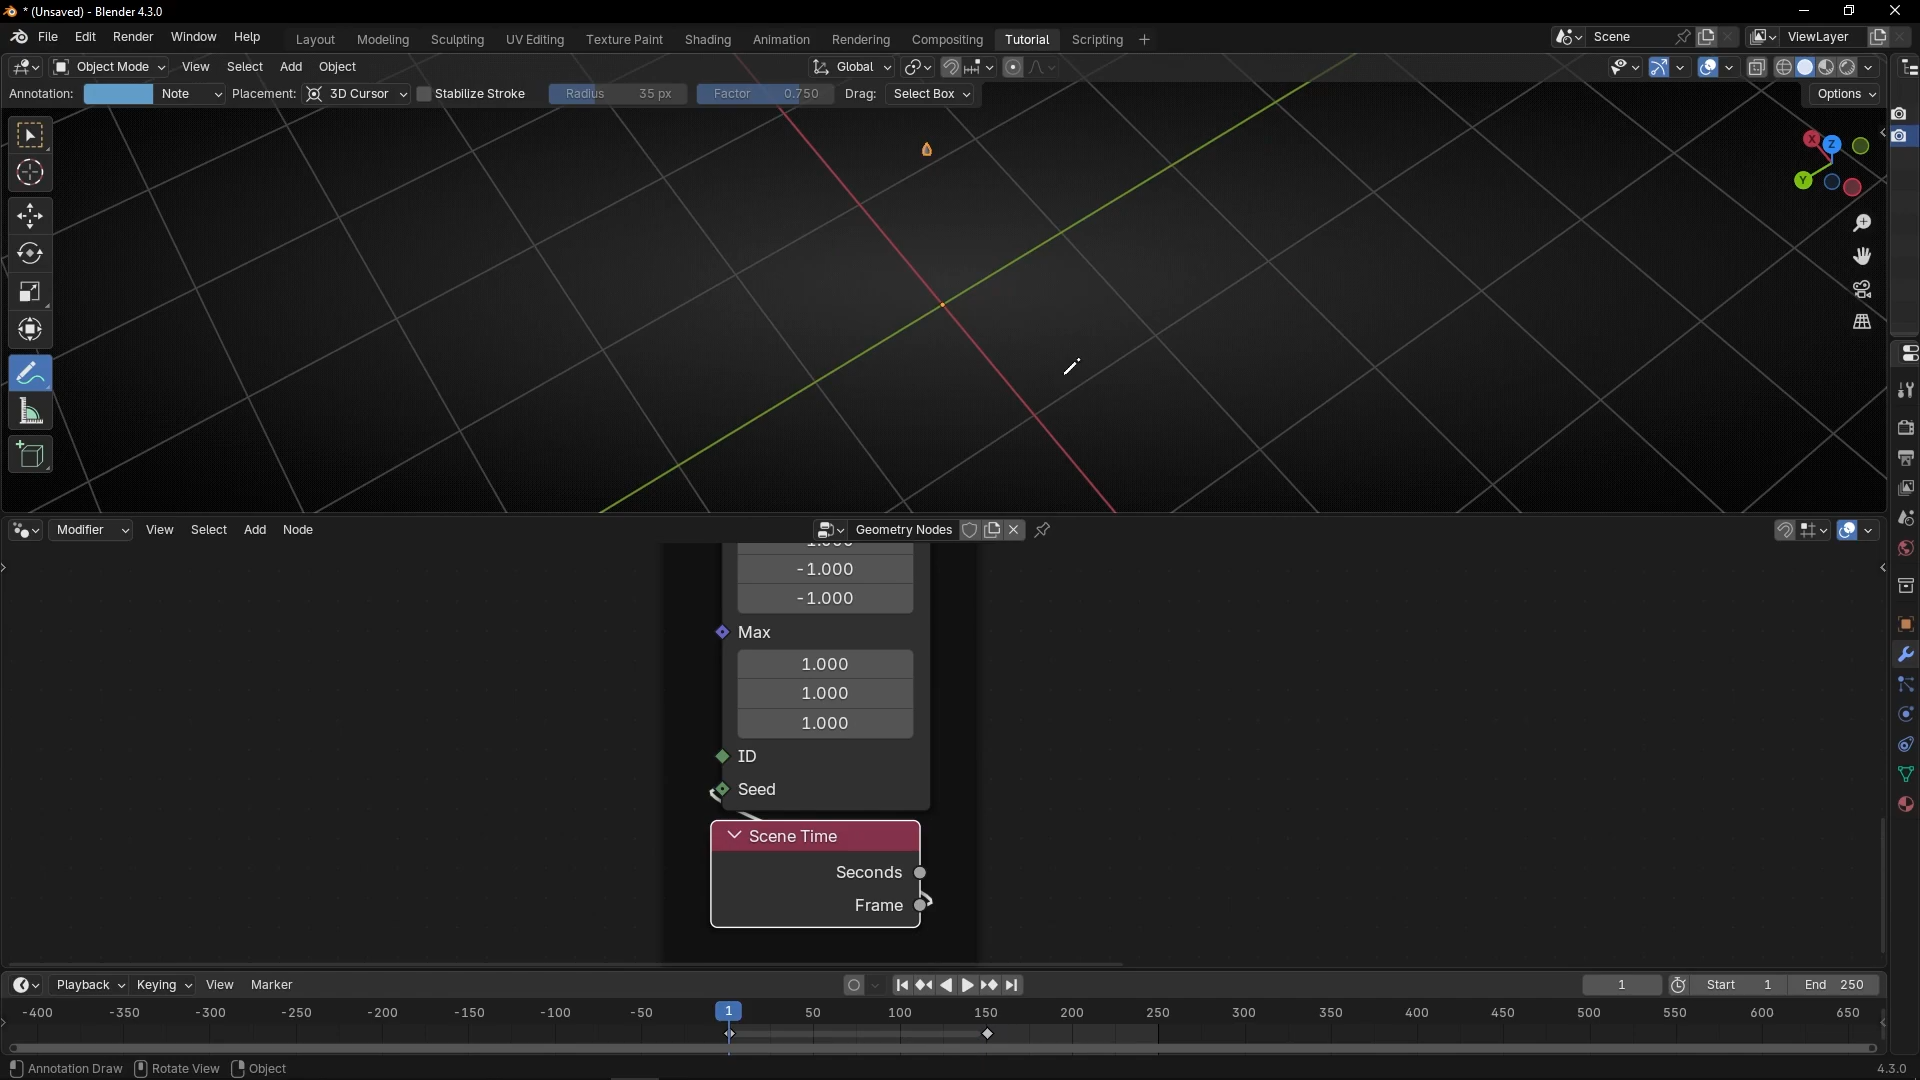 * (Unsaved) - Blender 4.3.0
File Edit Render Window Help Layout Modeling Sculpting UV Editing Texture Paint Shading Animation Rendering Compositing Tutorial Scripting + Scene ViewLayer
Object Mode View Select Add Object Global
Annotation: Note Placement: 3D Cursor Stabilize Stroke Radius 35 px Factor 0.750 Drag: Select Box Options
X Z
Y
Modifier View Select Add Node Geometry Nodes
-1.000
-1.000
Max
1.000
1.000
1.000
ID
Seed
Scene Time
Seconds
Frame
Playback Keying View Marker 1 Start 1 End 250
-400 -350 -300 -250 -200 -150 -100 -50 1 50 100 150 200 250 300 350 400 450 500 550 600 650
Annotation Draw Rotate View Object 4.3.0